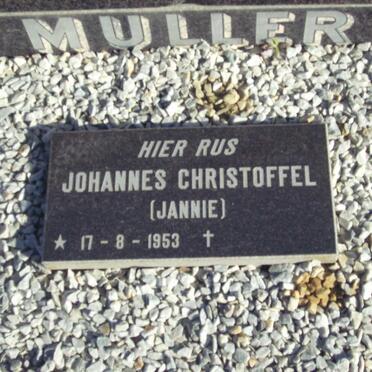 MULLER
HIER RUS
JOHANNES CHRISTOFFEL
(JANNIE)
★ 17 - 8 - 1953 ✝